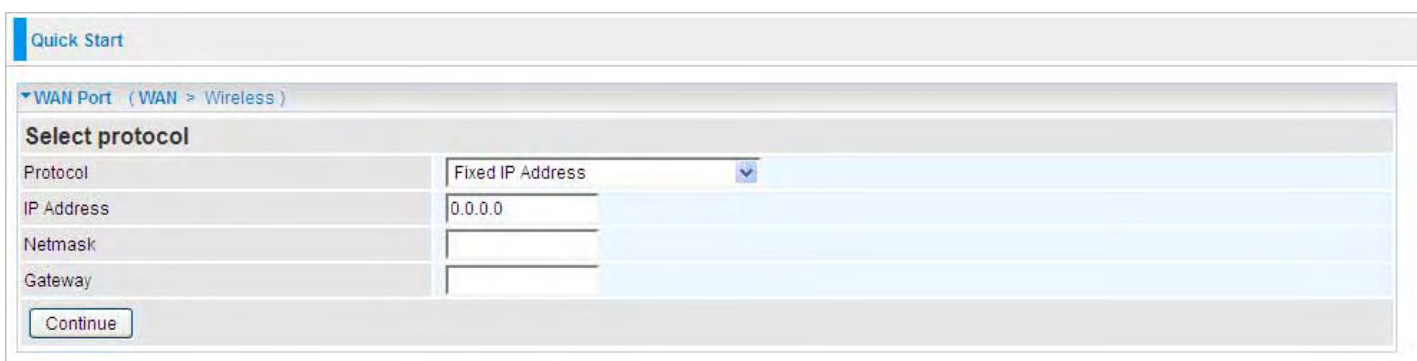 Quick Start
WAN Port ( WAN > Wireless )
Select protocol
Protocol Fixed IP Address
IP Address 0.0.0.0
Netmask
Gateway
Continue